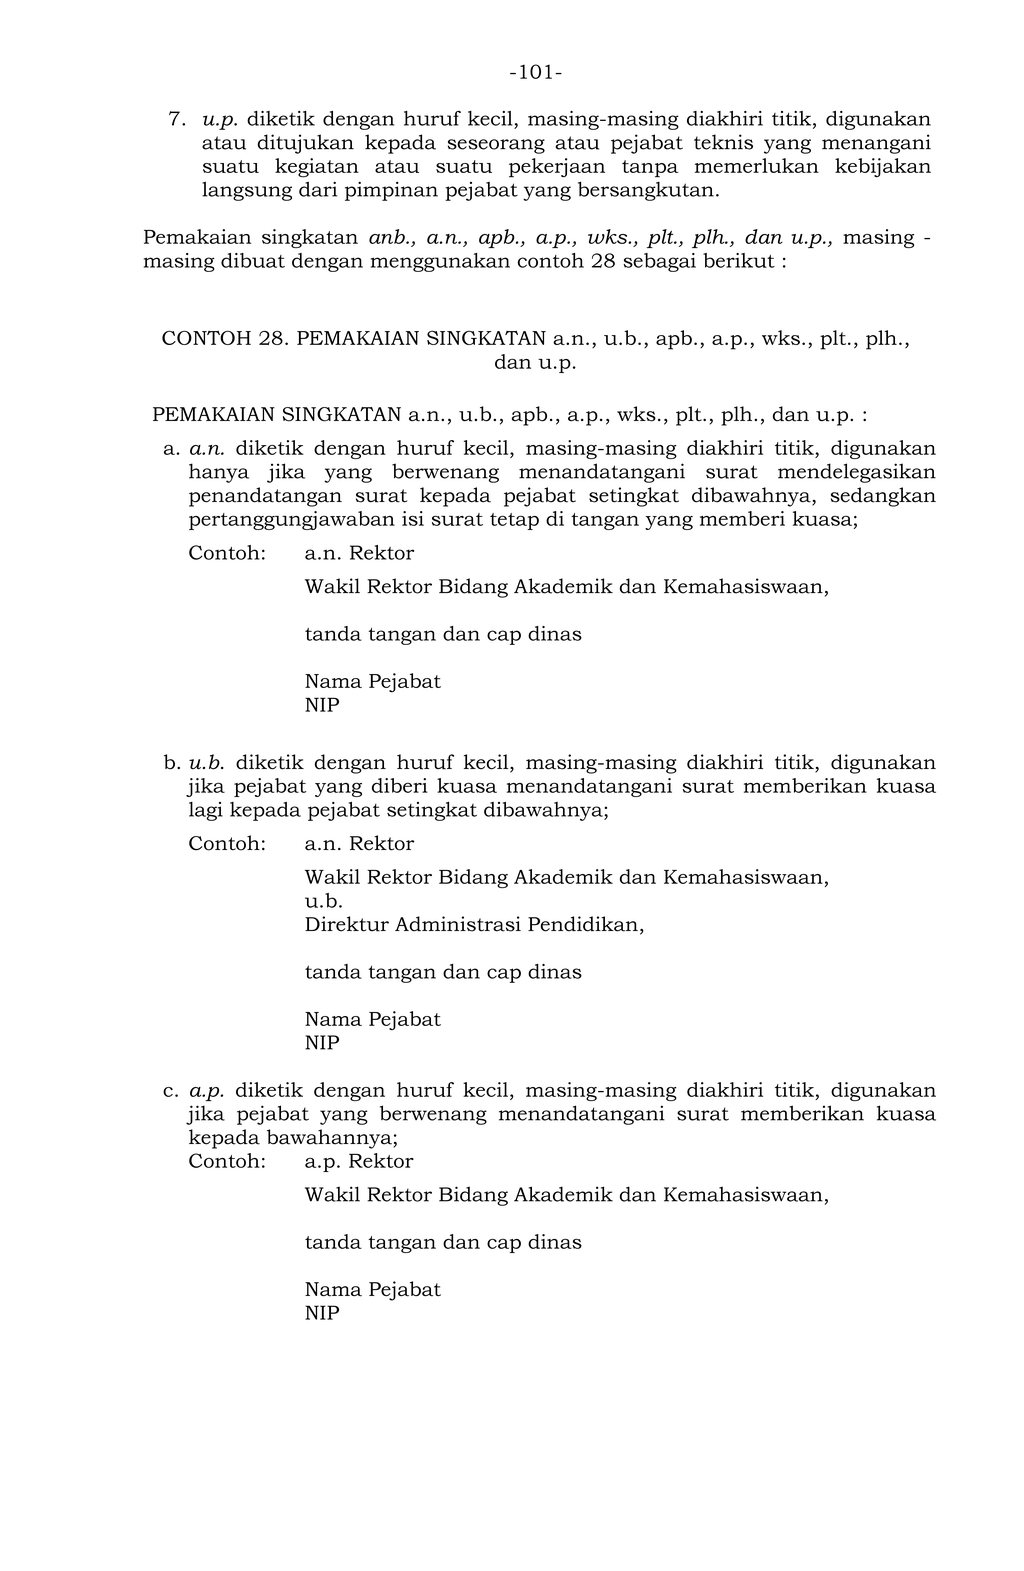 -101-
7. u.p. diketik dengan huruf kecil, masing-masing diakhiri titik, digunakan
atau ditujukan kepada seseorang atau pejabat teknis yang menangani
suatu kegiatan atau suatu pekerjaan tanpa memerlukan kebijakan
langsung dari pimpinan pejabat yang bersangkutan.
Pemakaian singkatan anb., a.n., apb., a.p., wks., plt., plh., dan u.p., masing -
masing dibuat dengan menggunakan contoh 28 sebagai berikut :
CONTOH 28. PEMAKAIAN SINGKATAN a.n., u.b., apb., a.p., wks., plt., plh.,
dan u.p.
PEMAKAIAN SINGKATAN a.n., u.b., apb., a.p., wks., plt., plh., dan u.p. :
a. a.n. diketik dengan huruf kecil, masing-masing diakhiri titik, digunakan
hanya jika yang berwenang menandatangani surat mendelegasikan
penandatangan surat kepada pejabat setingkat dibawahnya, sedangkan
pertanggungjawaban isi surat tetap di tangan yang memberi kuasa;
Contoh: a.n. Rektor
Wakil Rektor Bidang Akademik dan Kemahasiswaan,
tanda tangan dan cap dinas
Nama Pejabat
NIP
b. u.b. diketik dengan huruf kecil, masing-masing diakhiri titik, digunakan
jika pejabat yang diberi kuasa menandatangani surat memberikan kuasa
lagi kepada pejabat setingkat dibawahnya;
Contoh: a.n. Rektor
Wakil Rektor Bidang Akademik dan Kemahasiswaan,
u.b.
Direktur Administrasi Pendidikan,
tanda tangan dan cap dinas
Nama Pejabat
NIP
c. a.p. diketik dengan huruf kecil, masing-masing diakhiri titik, digunakan
jika pejabat yang berwenang menandatangani surat memberikan kuasa
kepada bawahannya;
Contoh: a.p. Rektor
Wakil Rektor Bidang Akademik dan Kemahasiswaan,
tanda tangan dan cap dinas
Nama Pejabat
NIP